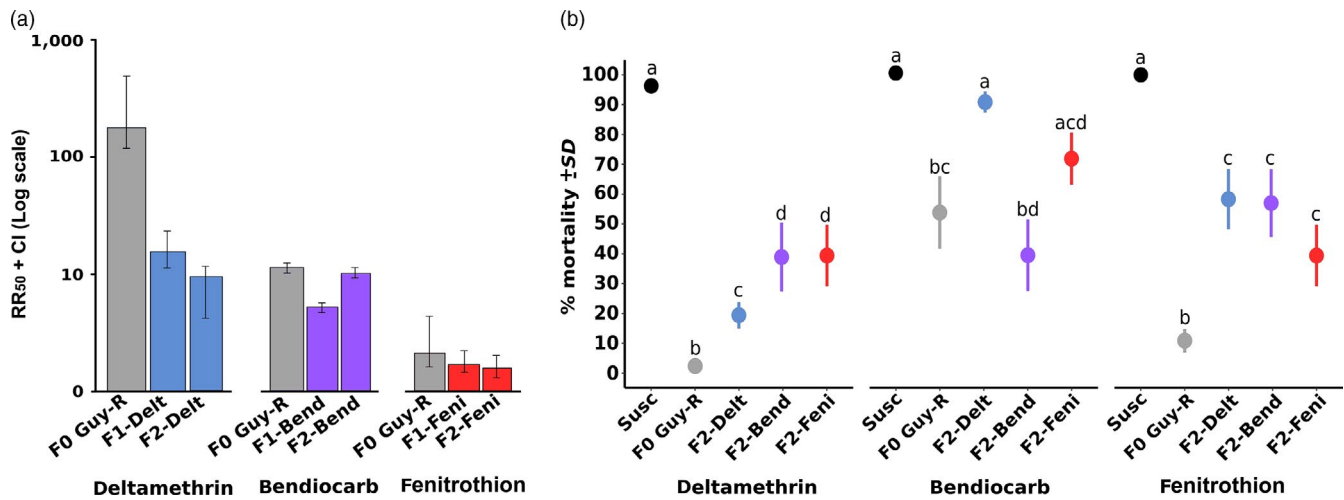 (a)
1,000
100
10
0
RR50 + CI (Log scale)
F0 Guy-R
F1-Delt
F2-Delt
F0 Guy-R
F1-Bend
F2-Bend
F0 Guy-R
F1-Feni
F2-Feni
Deltamethrin
Bendiocarb
Fenitrothion
(b)
100
90
80
70
60
50
40
30
20
10
0
% mortality ±SD
a
b
c
d
d
a
bc
a
bd
acd
a
b
c
c
c
Susc
F0 Guy-R
F2-Delt
F2-Bend
F2-Feni
Susc
F0 Guy-R
F2-Delt
F2-Bend
F2-Feni
Susc
F0 Guy-R
F2-Delt
F2-Bend
F2-Feni
Deltamethrin
Bendiocarb
Fenitrothion